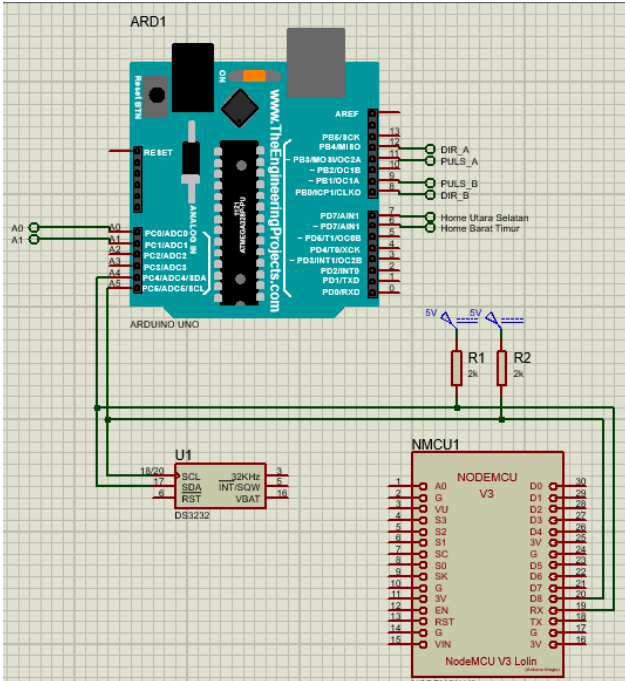 ARD1
Reset BTN
ON
www.TheEngineeringProjects.com
AREF
RESET
PB5/SCK 13
PB4/MISO 12 DIR_A
~ PB3/MOSI/OC2A 11 PULS_A
~ PB2/OC1B 10
~ PB1/OC1A 9 PULS_B
PB0/ICP1/CLKO 8 DIR_B
ANALOG IN
ATMEGA328P-PU
1121
PD7/AIN1 7 Home Utara Selatan
~ PD7/AIN1 6 Home Barat Timur
~ PD5/T1/OC0B 5
PD4/T0/XCK 4
~ PD3/INT1/OC2B 3
PD2/INT0 2
PD1/TXD 1
PD0/RXD 0
A0 A0 PC0/ADC0
A1 A1 PC1/ADC1
A2 PC2/ADC2
A3 PC3/ADC3
A4 PC4/ADC4/SDA
A5 PC5/ADC5/SCL
ARDUINO UNO
5V 5V
R1
2k
R2
2k
U1
18/20 SCL 32KHz 3
17 SDA INT/SQW 5
6 RST VBAT 16
DS3232
NMCU1
NODEMCU
V3
1 A0 D0 30
2 G D1 29
3 VU D2 28
4 S3 D3 27
5 S2 D4 26
6 S1 3V 25
7 SC G 24
8 S0 D5 23
9 SK D6 22
10 G D7 21
11 3V D8 20
12 EN RX 19
13 RST TX 18
14 G G 17
15 VIN 3V 16
NodeMCU V3 Lolin